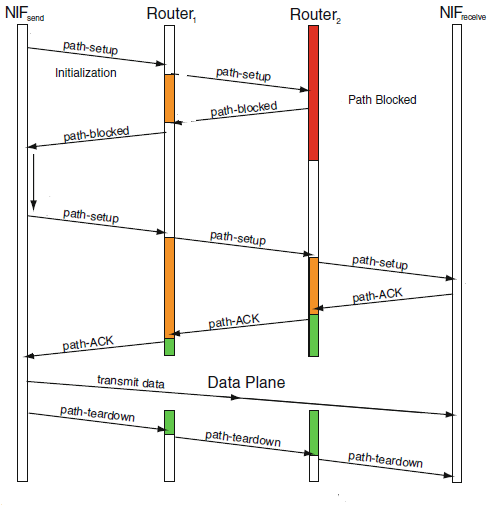 NIFsend
Router1
Router2
NIFreceive
path-setup
Initialization
path-setup
path-blocked
Path Blocked
path-blocked
path-setup
path-setup
path-setup
path-ACK
path-ACK
path-ACK
transmit data
Data Plane
path-teardown
path-teardown
path-teardown